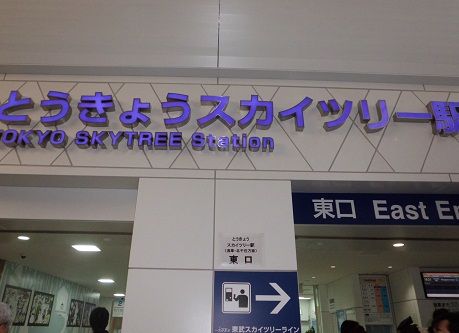 とうきょうスカイツリー駅
TOKYO SKYTREE Station
東口 East En
とうきょう
スカイツリー駅
東口
東武スカイツリーライン